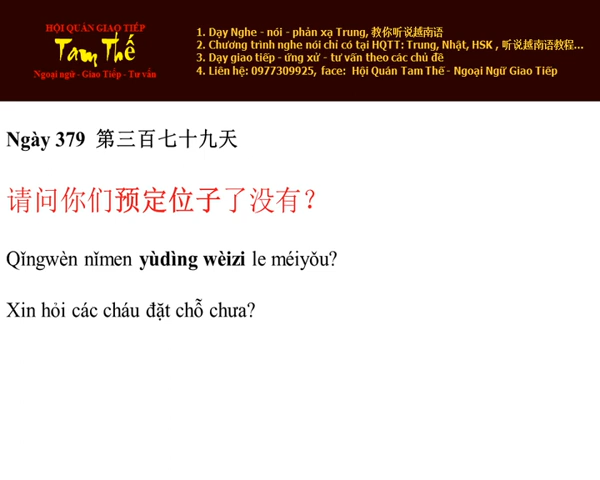 HỘI QUÁN GIAO TIẾP
Tam Thế
Ngoại ngữ - Giao Tiếp - Tư vấn
1. Dạy Nghe - nói - phản xạ Trung, 教你听说越南语
2. Chương trình nghe nói chỉ có tại HQTT: Trung, Nhật, HSK , 听说越南语教程...
3. Dạy giao tiếp - ứng xử - tư vấn theo các chủ đề
4. Liên hệ: 0977309925, face: Hội Quán Tam Thế - Ngoại Ngữ Giao Tiếp
Ngày 379 第三百七十九天
请问你们预定位子了没有？
Qǐngwèn nǐmen yùdìng wèizi le méiyǒu?
Xin hỏi các cháu đặt chỗ chưa?